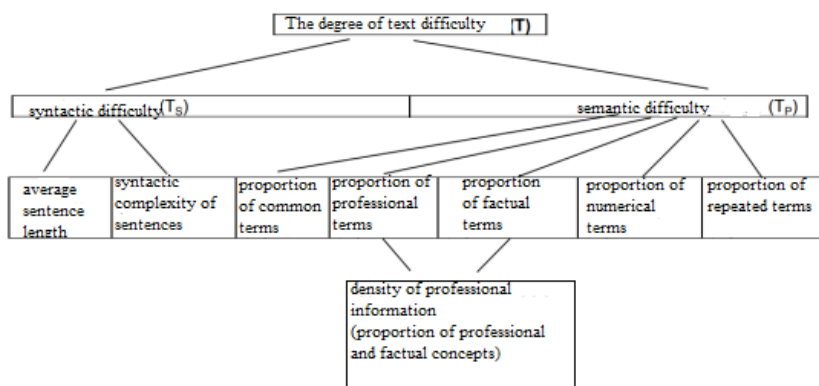 The degree of text difficulty (T)
syntactic difficulty(T_S)
semantic difficulty (T_P)
average
sentence
length
syntactic
complexity of
sentences
proportion
of common
terms
proportion of
professional
terms
proportion
of factual
terms
proportion of
numerical
terms
proportion of
repeated terms
density of professional
information
(proportion of professional
and factual concepts)